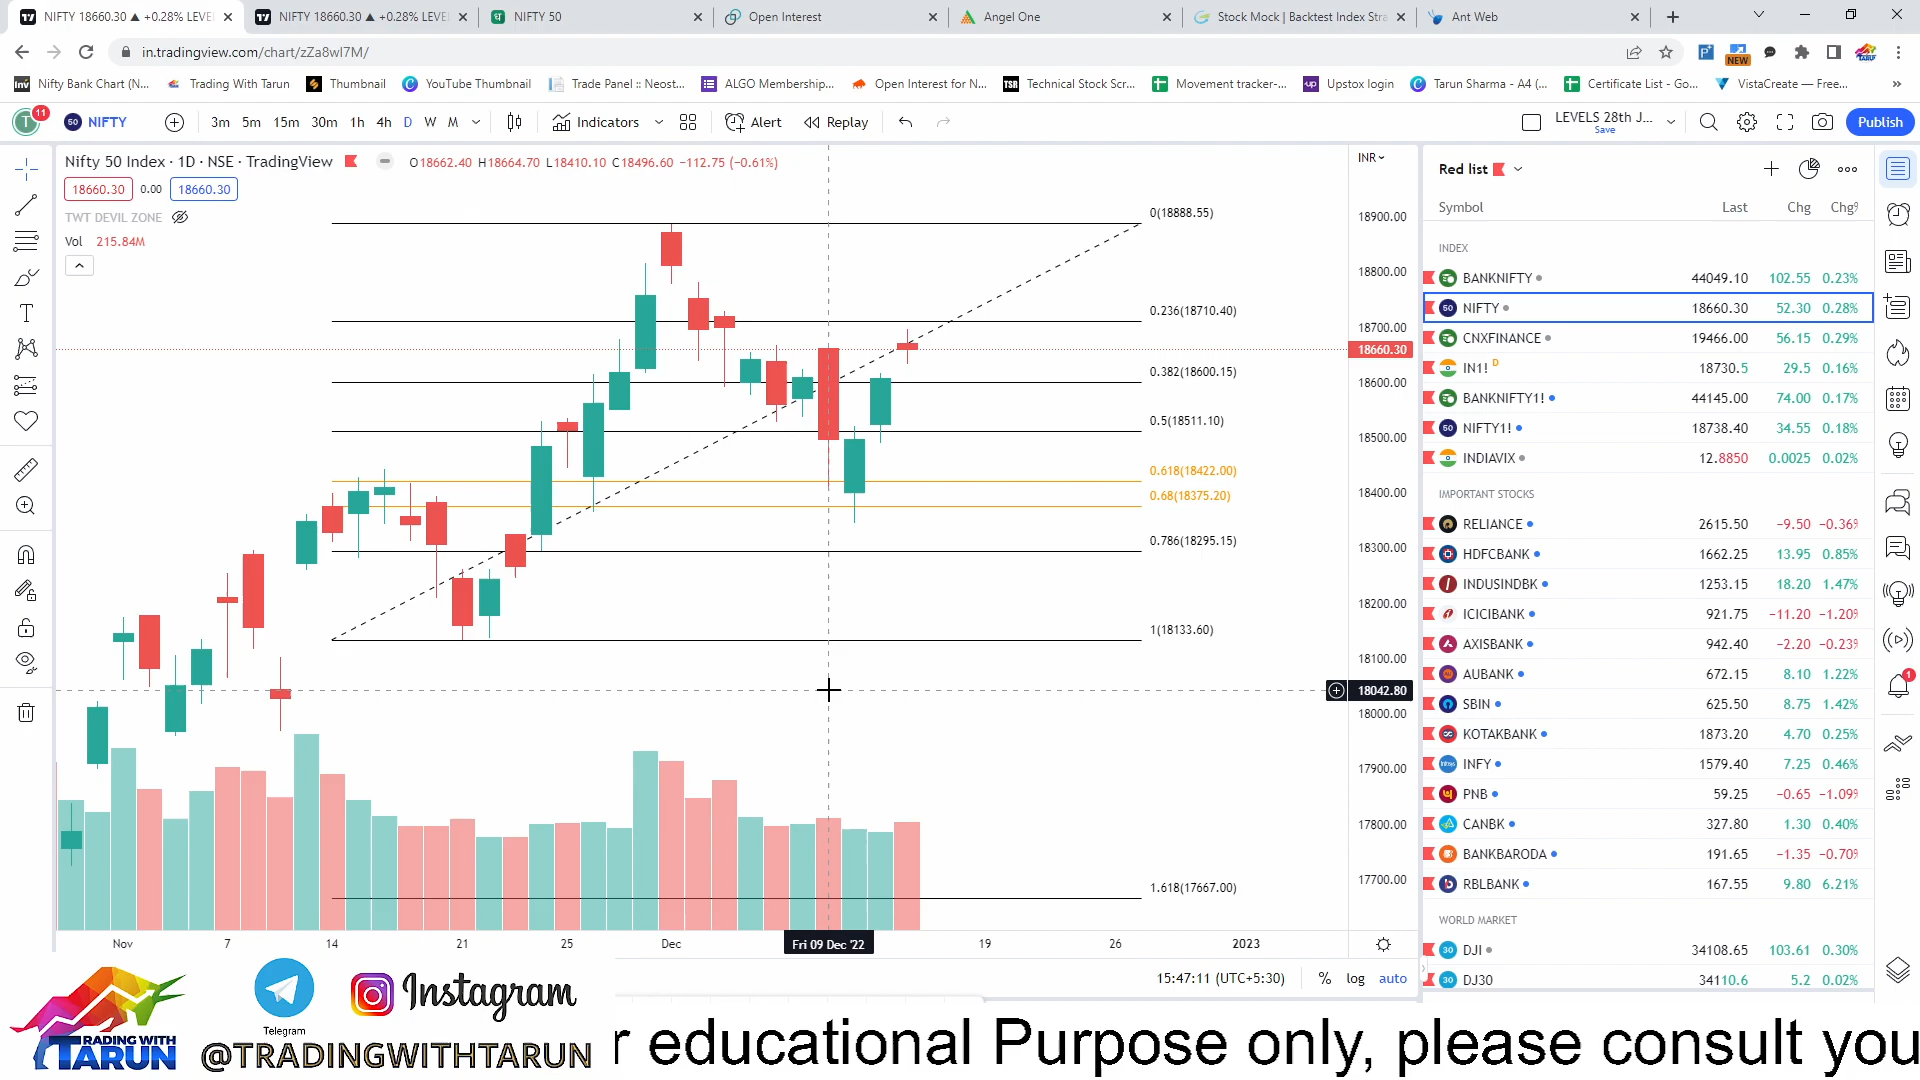 NIFTY 18660.30 ▲ +0.28% LEVE
NIFTY 18660.30 ▲ +0.28% LEVE
NIFTY 50
Open Interest
Angel One
Stock Mock | Backtest Index Stra
Ant Web
in.tradingview.com/chart/zZa8wI7M/
NEW
Nifty Bank Chart (N...
Trading With Tarun
Thumbnail
YouTube Thumbnail
Trade Panel :: Neost...
ALGO Membership...
Open Interest for N...
Technical Stock Scr...
Movement tracker-...
Upstox login
Tarun Sharma - A4 (...
Certificate List - Go...
VistaCreate — Free...
T 11
50 NIFTY
3m 5m 15m 30m 1h 4h D W M
Indicators
Alert
Replay
LEVELS 28th J...
Save
Publish
Nifty 50 Index · 1D · NSE · TradingView
O18662.40 H18664.70 L18410.10 C18496.60 −112.75 (−0.61%)
18660.30 0.00 18660.30
TWT DEVIL ZONE
Vol 215.84M
0(18888.55)
0.236(18710.40)
0.382(18600.15)
0.5(18511.10)
0.618(18422.00)
0.68(18375.20)
0.786(18295.15)
1(18133.60)
1.618(17667.00)
INR
18900.00
18800.00
18700.00
18660.30
18600.00
18500.00
18400.00
18300.00
18200.00
18100.00
18042.80
18000.00
17900.00
17800.00
17700.00
Nov 7 14 21 25 Dec Fri 09 Dec '22 19 26 2023
15:47:11 (UTC+5:30) % log auto
Red list
Symbol Last Chg Chg%
INDEX
BANKNIFTY 44049.10 102.55 0.23%
NIFTY 18660.30 52.30 0.28%
CNXFINANCE 19466.00 56.15 0.29%
IN1! D 18730.5 29.5 0.16%
BANKNIFTY1! 44145.00 74.00 0.17%
NIFTY1! 18738.40 34.55 0.18%
INDIAVIX 12.8850 0.0025 0.02%
IMPORTANT STOCKS
RELIANCE 2615.50 −9.50 −0.36%
HDFCBANK 1662.25 13.95 0.85%
INDUSINDBK 1253.15 18.20 1.47%
ICICIBANK 921.75 −11.20 −1.20%
AXISBANK 942.40 −2.20 −0.23%
AUBANK 672.15 8.10 1.22%
SBIN 625.50 8.75 1.42%
KOTAKBANK 1873.20 4.70 0.25%
INFY 1579.40 7.25 0.46%
PNB 59.25 −0.65 −1.09%
CANBK 327.80 1.30 0.40%
BANKBARODA 191.65 −1.35 −0.70%
RBLBANK 167.55 9.80 6.21%
WORLD MARKET
DJI 34108.65 103.61 0.30%
DJ30 34110.6 5.2 0.02%
1
TRADING WITH
TARUN
Telegram
Instagram
@TRADINGWITHTARUN
r educational Purpose only, please consult you